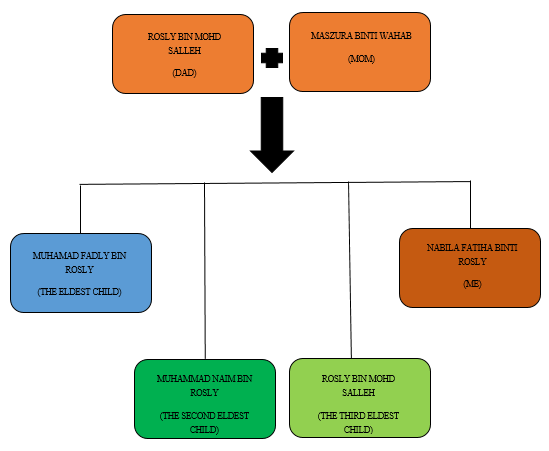 ROSLY BIN MOHD
SALLEH
(DAD)
MASZURA BINTI WAHAB
(MOM)
MUHAMAD FADLY BIN
ROSLY
(THE ELDEST CHILD)
NABILA FATIHA BINTI
ROSLY
(ME)
MUHAMMAD NAIM BIN
ROSLY
(THE SECOND ELDEST
CHILD)
ROSLY BIN MOHD
SALLEH
(THE THIRD ELDEST
CHILD)